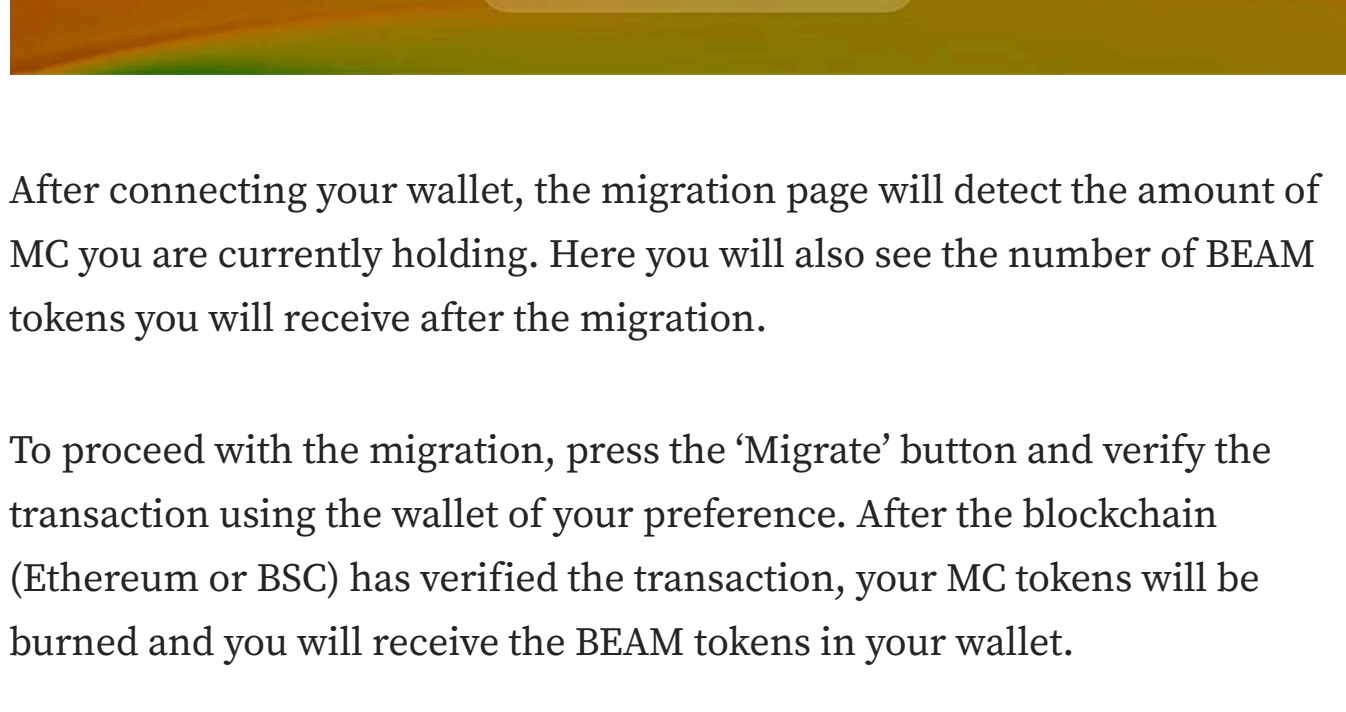 After connecting your wallet, the migration page will detect the amount of
MC you are currently holding. Here you will also see the number of BEAM
tokens you will receive after the migration.
To proceed with the migration, press the ‘Migrate’ button and verify the
transaction using the wallet of your preference. After the blockchain
(Ethereum or BSC) has verified the transaction, your MC tokens will be
burned and you will receive the BEAM tokens in your wallet.